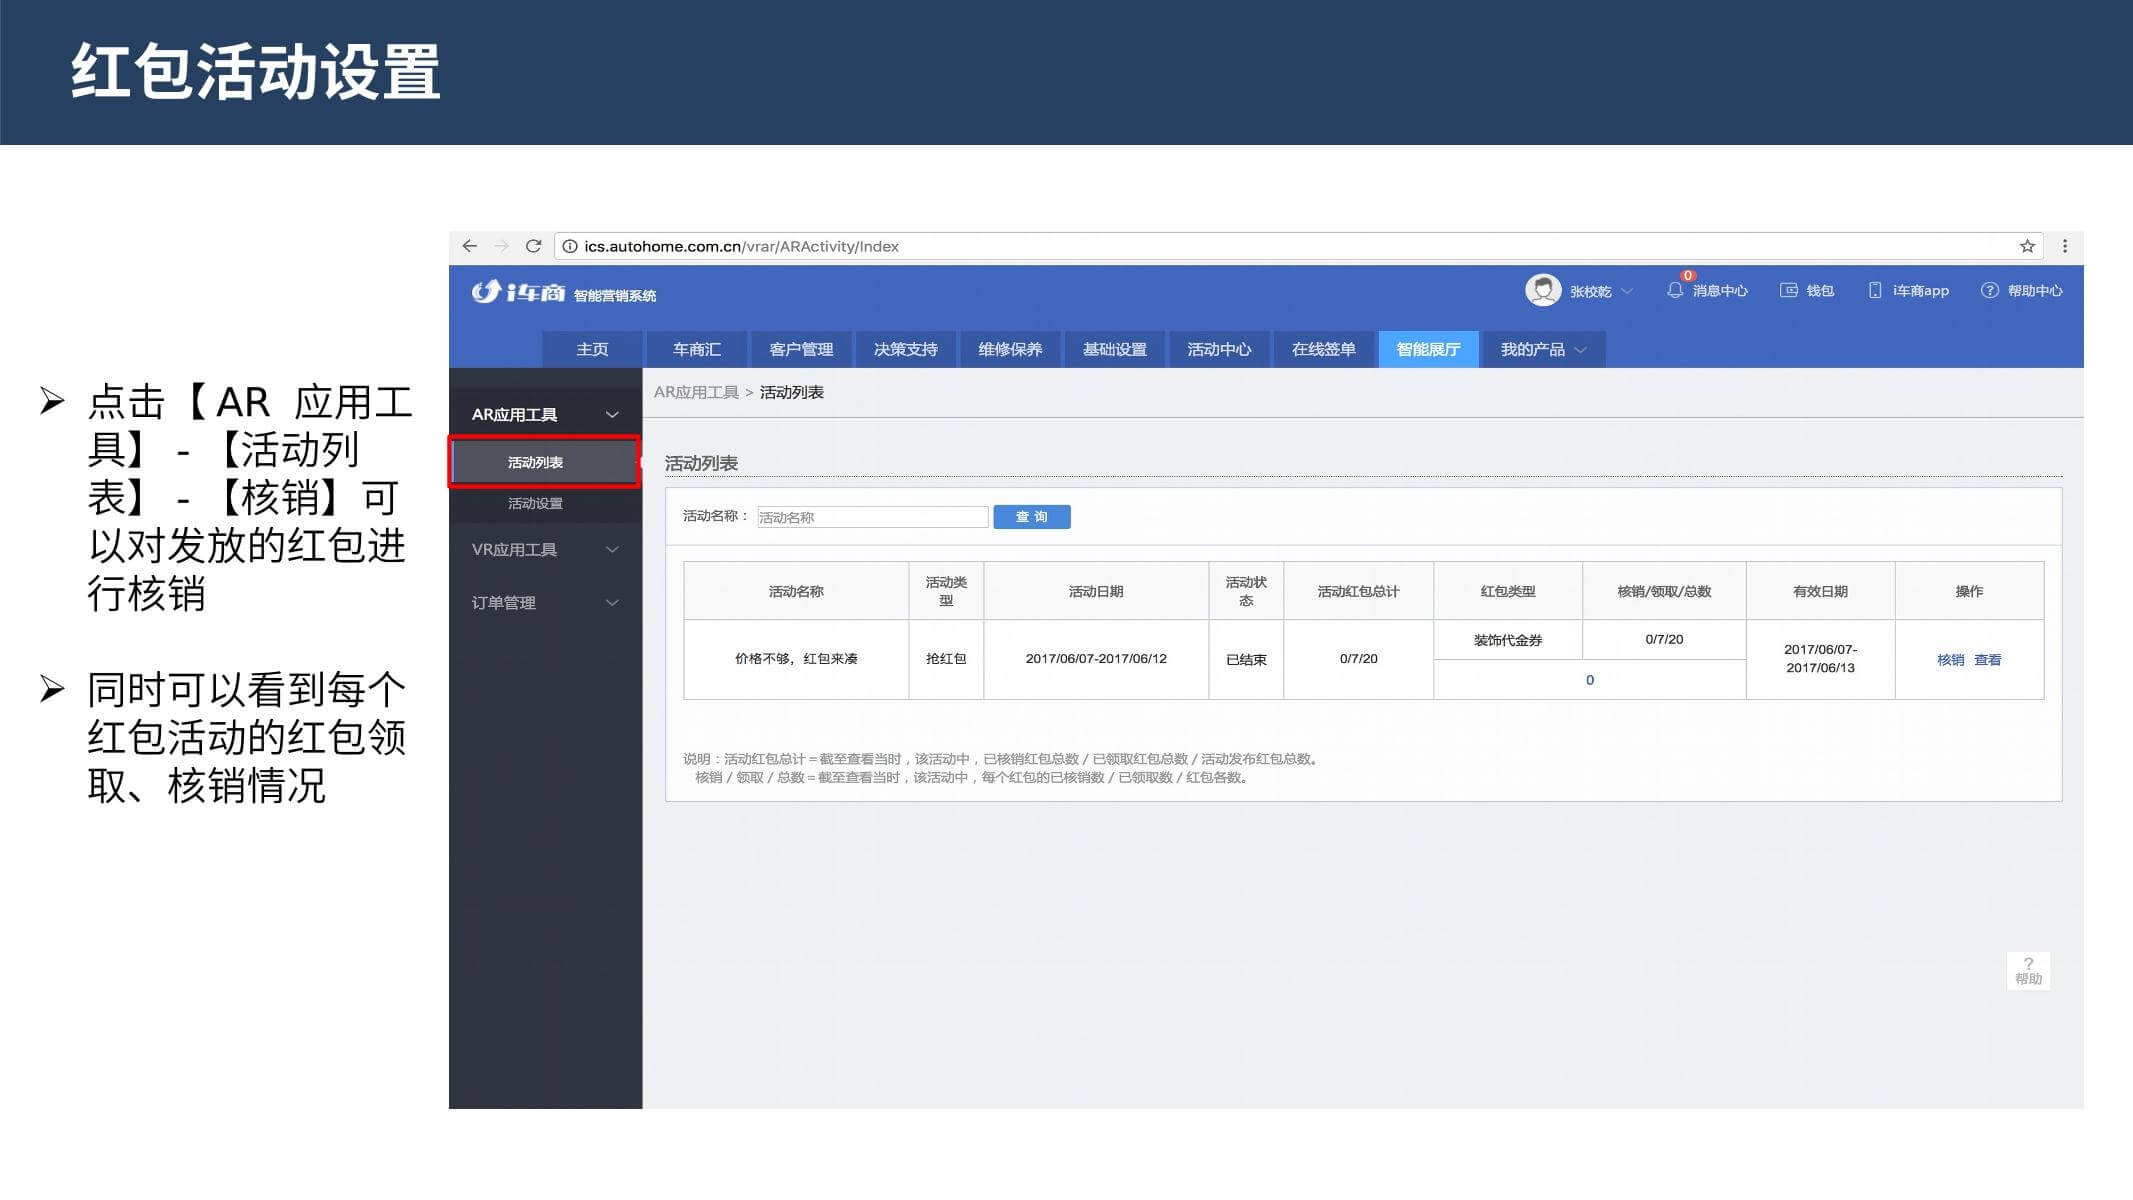 红包活动设置
➢ 点击【 AR 应用工
具】 - 【活动列
表】 - 【核销】可
以对发放的红包进
行核销
➢ 同时可以看到每个
红包活动的红包领
取、核销情况
ics.autohome.com.cn/vrar/ARActivity/Index
i车商 智能营销系统
张校乾 0 消息中心 钱包 i车商app ? 帮助中心
主页 车商汇 客户管理 决策支持 维修保养 基础设置 活动中心 在线签单 智能展厅 我的产品
AR应用工具
活动列表
活动设置
VR应用工具
订单管理
AR应用工具 > 活动列表
活动列表
活动名称： 活动名称 查 询
活动名称 活动类型 活动日期 活动状态 活动红包总计 红包类型 核销/领取/总数 有效日期 操作
价格不够，红包来凑 抢红包 2017/06/07-2017/06/12 已结束 0/7/20 装饰代金券 0/7/20 2017/06/07-2017/06/13 核销 查看
0
说明：活动红包总计＝截至查看当时，该活动中，已核销红包总数 / 已领取红包总数 / 活动发布红包总数。
核销 / 领取 / 总数＝截至查看当时，该活动中，每个红包的已核销数 / 已领取数 / 红包各数。
?
帮助